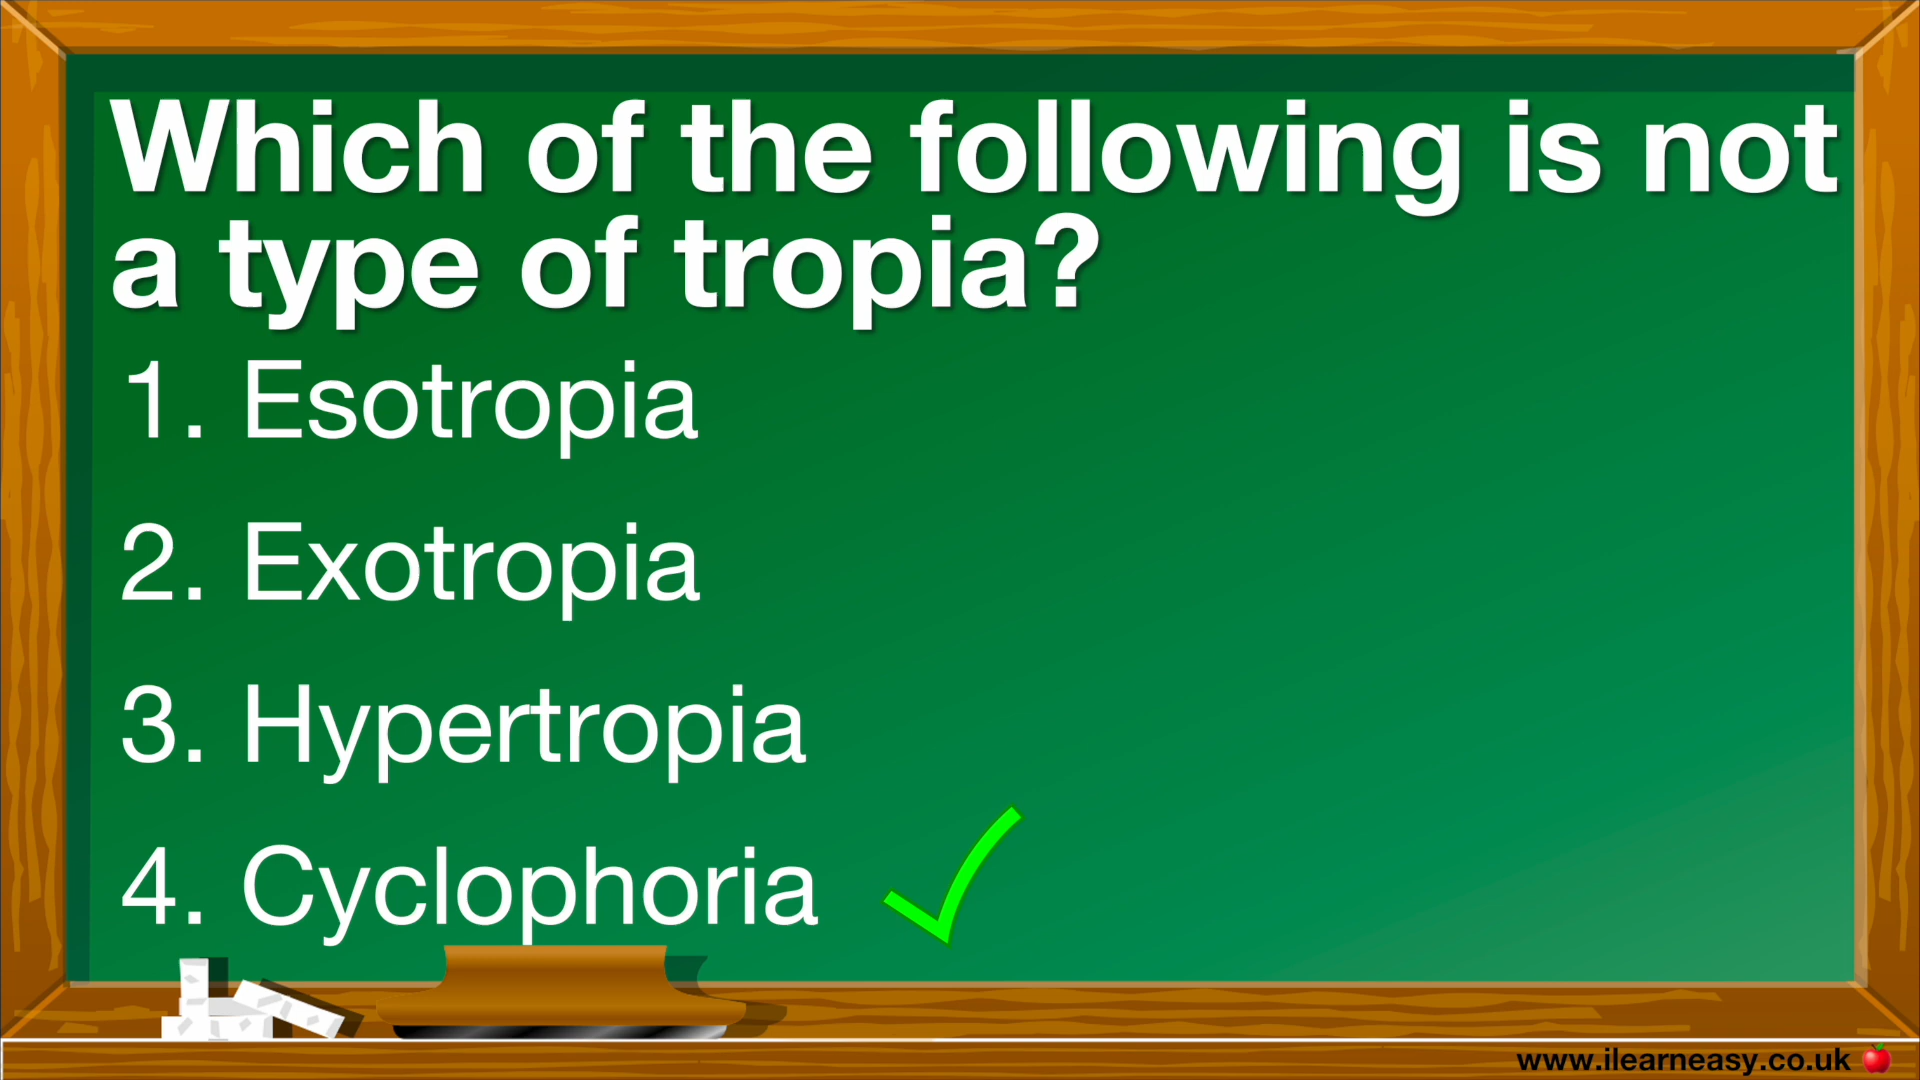 Which of the following is not
a type of tropia?
1. Esotropia
2. Exotropia
3. Hypertropia
4. Cyclophoria
www.ilearneasy.co.uk